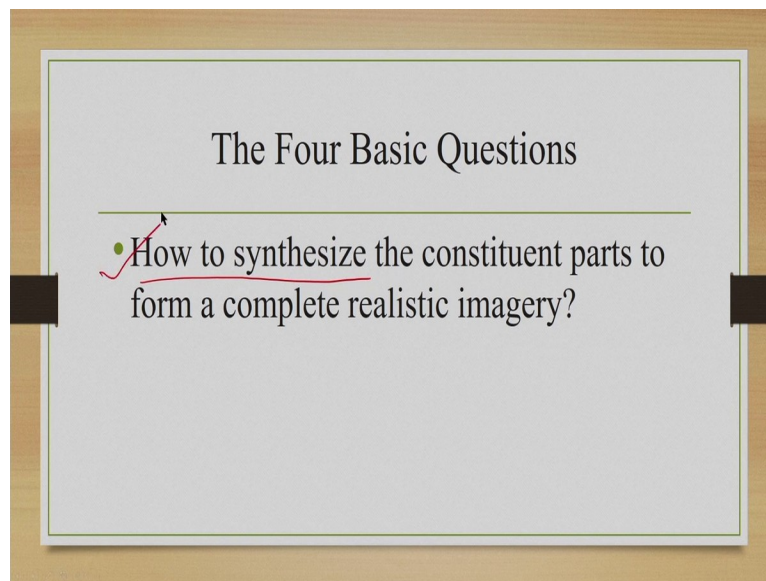 The Four Basic Questions
• How to synthesize the constituent parts to
form a complete realistic imagery?